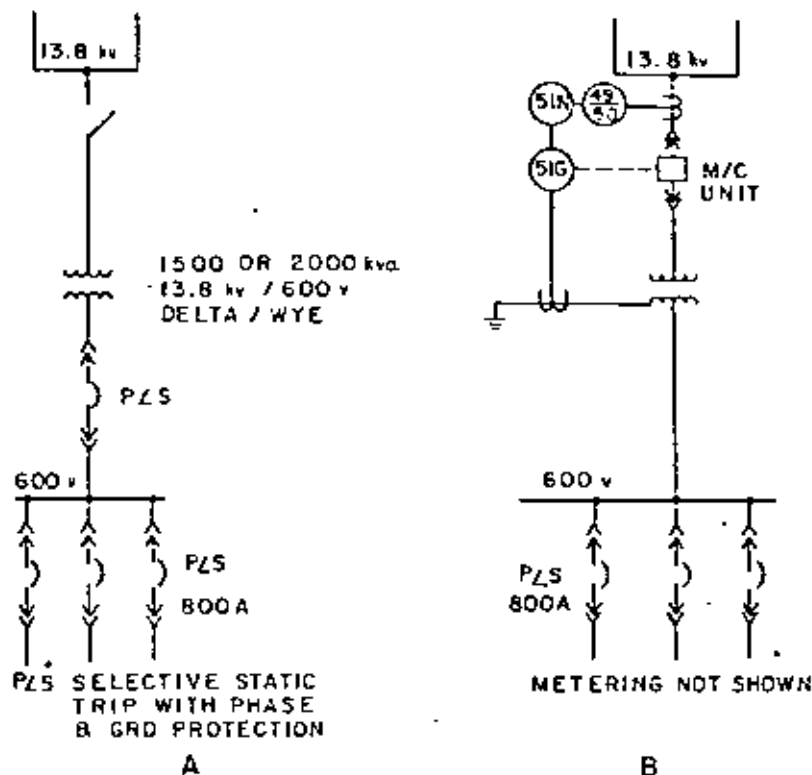 13.8 kv
1500 OR 2000 kva
13.8 kv / 600 v
DELTA / WYE
P∠S
600 v
P∠S
800A
P∠S SELECTIVE STATIC
TRIP WITH PHASE
& GRD PROTECTION
A
13.8 kv
51N
49
50
51G
M/C
UNIT
600 v
P∠S
800A
METERING NOT SHOWN
B